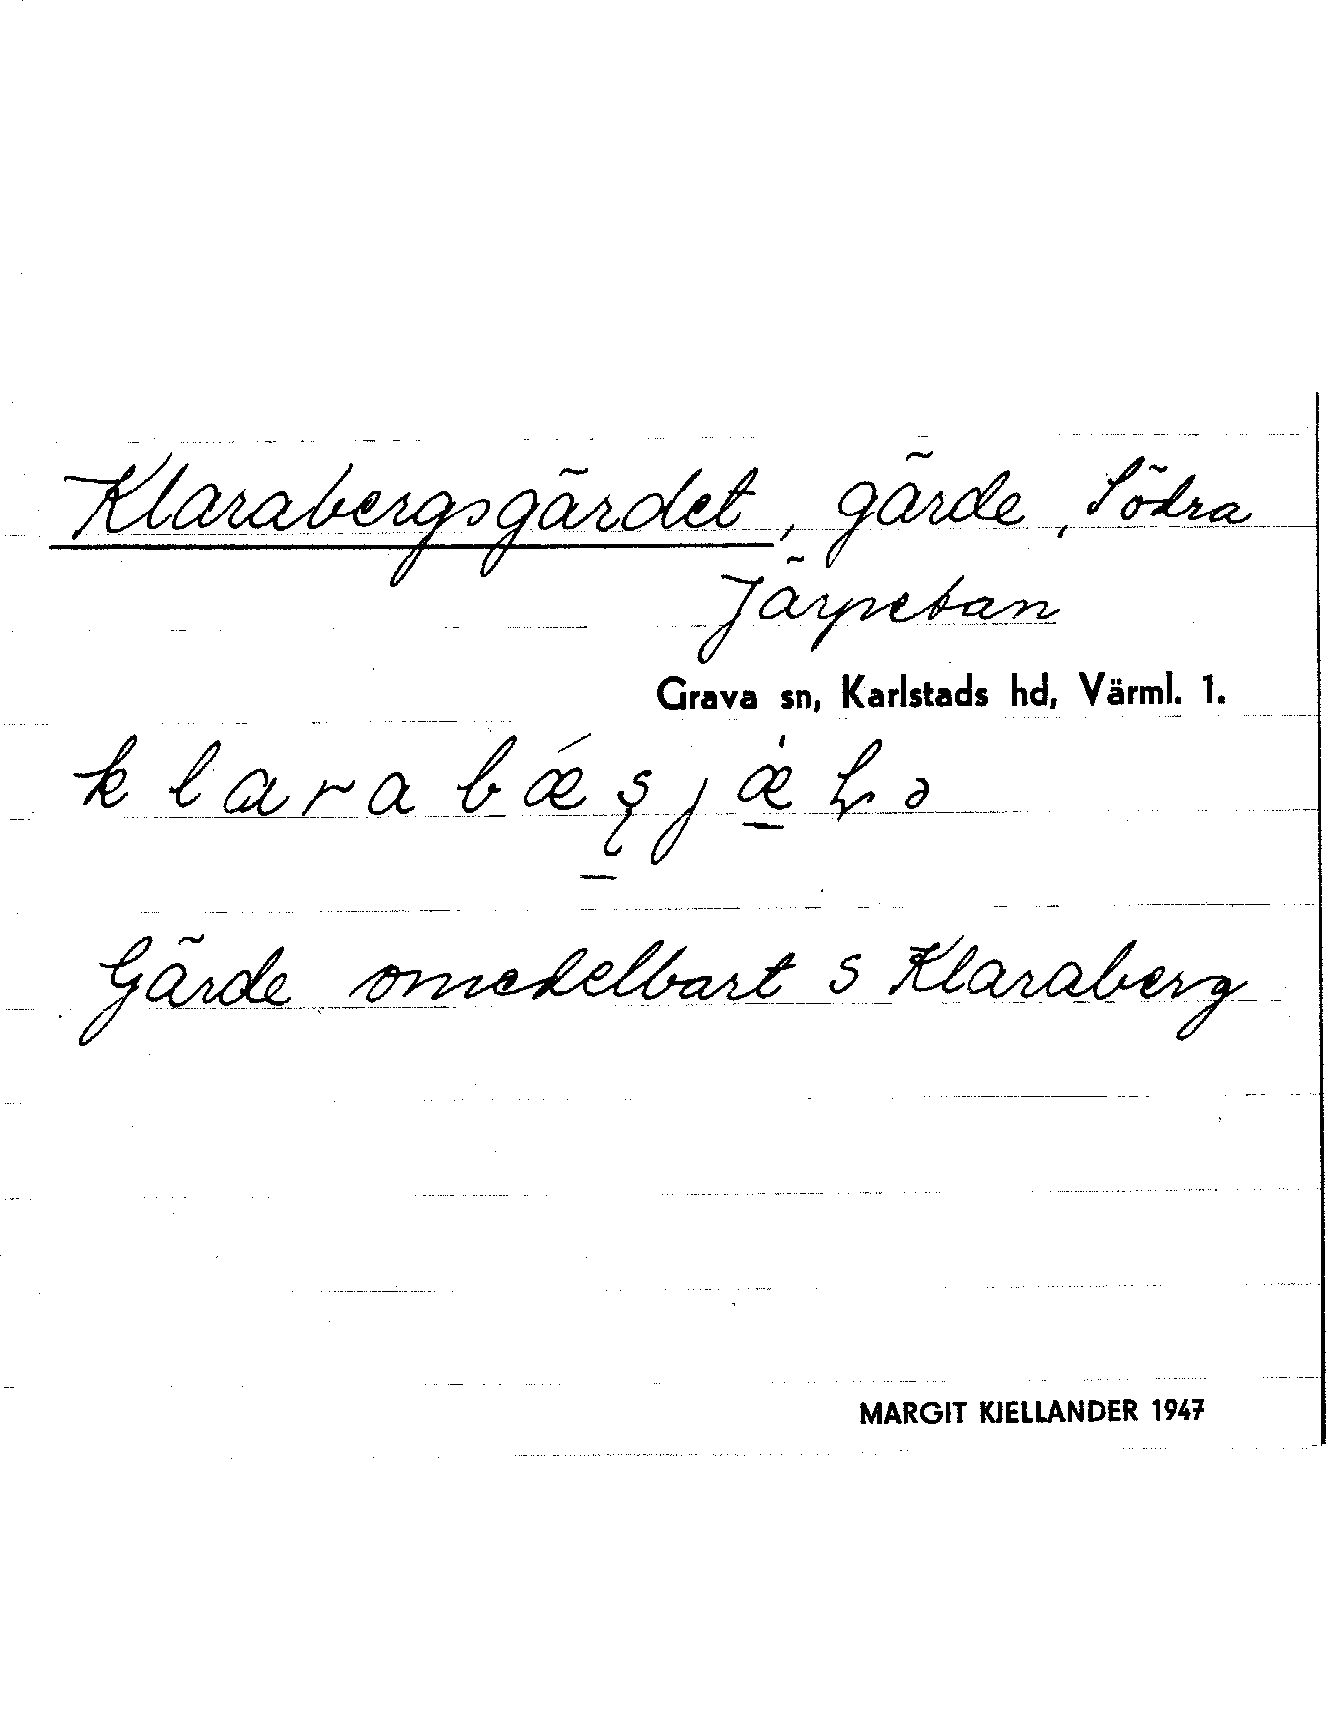 Klarabergsgärdet, gärde, Södra
Järpetan
Grava sn, Karlstads hd, Värml. 1.
Gärde omedelbart s Klaraberg
MARGIT KJELLANDER 1947